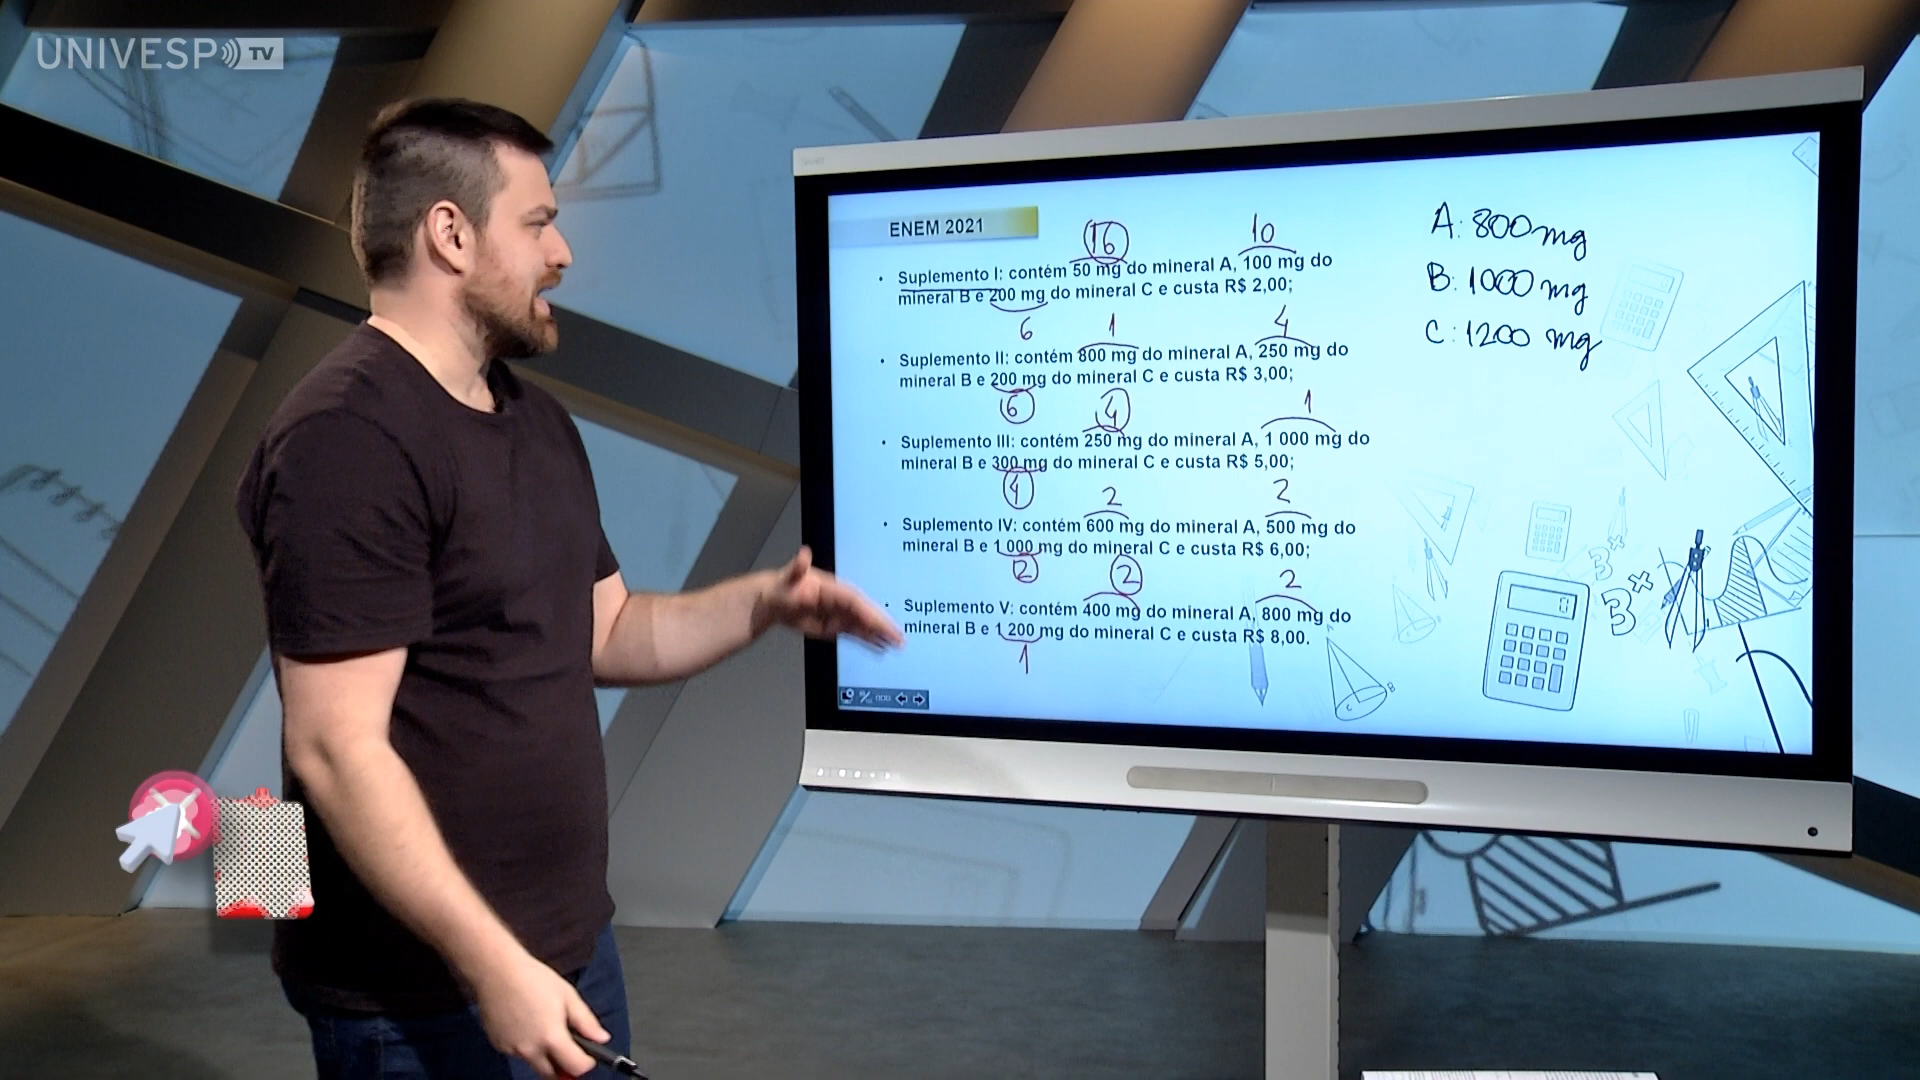 UNIVESP TV
ENEM 2021
16 10
Suplemento I: contém 50 mg do mineral A, 100 mg do
mineral B e 200 mg do mineral C e custa R$ 2,00;
6 1 4
Suplemento II: contém 800 mg do mineral A, 250 mg do
mineral B e 200 mg do mineral C e custa R$ 3,00;
6 4 1
Suplemento III: contém 250 mg do mineral A, 1 000 mg do
mineral B e 300 mg do mineral C e custa R$ 5,00;
4 2 2
Suplemento IV: contém 600 mg do mineral A, 500 mg do
mineral B e 1 000 mg do mineral C e custa R$ 6,00;
2 2 2
Suplemento V: contém 400 mg do mineral A, 800 mg do
mineral B e 1 200 mg do mineral C e custa R$ 8,00.
1
A: 800 mg
B: 1000 mg
C: 1200 mg
3x
3x